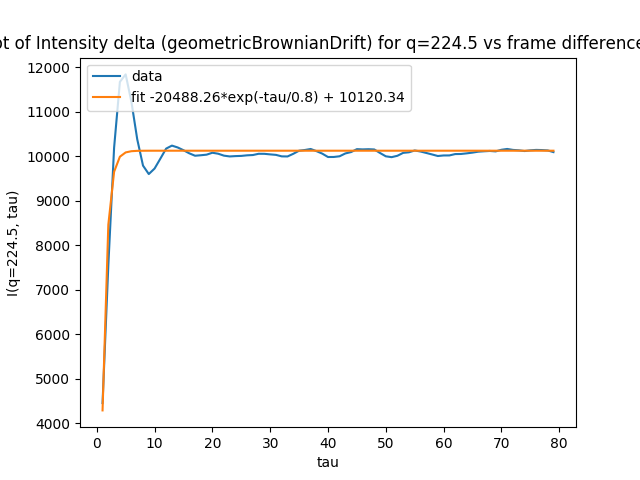 ot of Intensity delta (geometricBrownianDrift) for q=224.5 vs frame difference
12000
11000
10000
9000
8000
7000
6000
5000
4000
I(q=224.5, tau)
data
fit -20488.26*exp(-tau/0.8) + 10120.34
0 10 20 30 40 50 60 70 80
tau